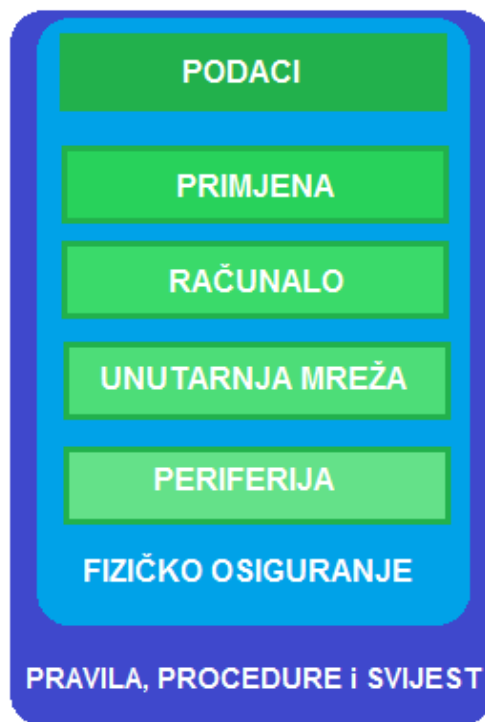 PODACI
PRIMJENA
RAČUNALO
UNUTARNJA MREŽA
PERIFERIJA
FIZIČKO OSIGURANJE
PRAVILA, PROCEDURE i SVIJEST